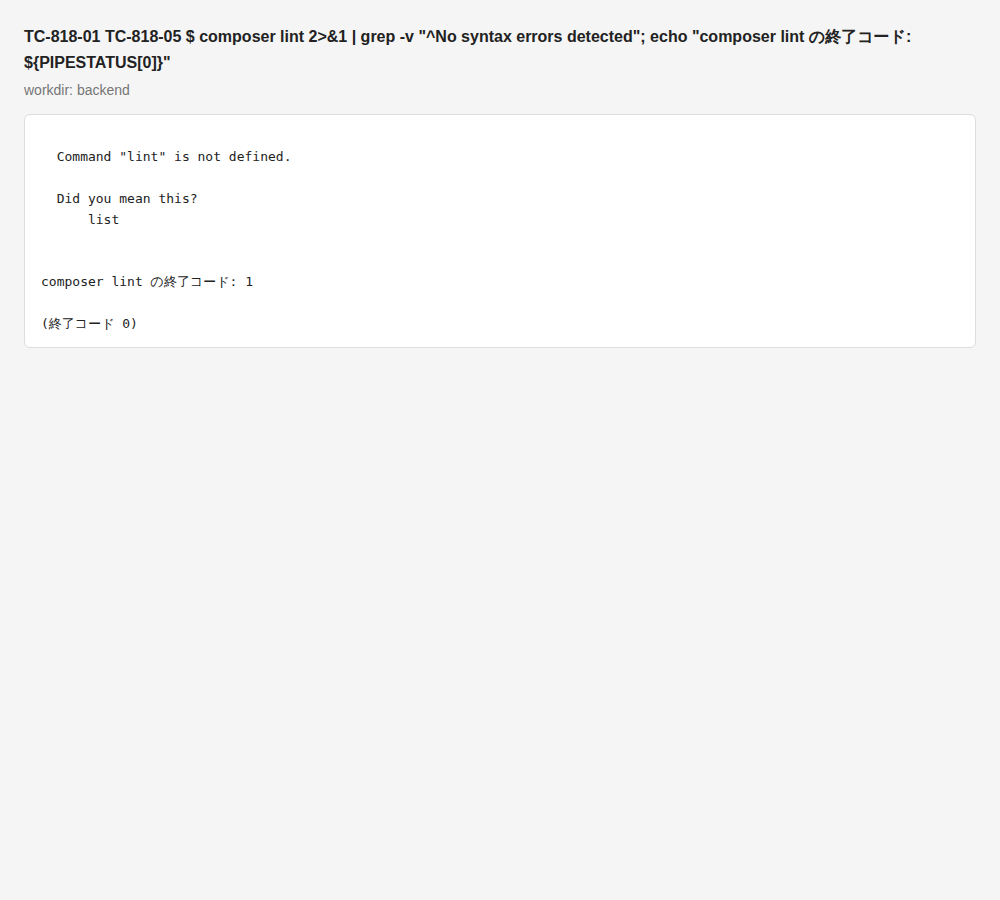 TC-818-01 TC-818-05 $ composer lint 2>&1 | grep -v "^No syntax errors detected"; echo "composer lint の終了コード:
${PIPESTATUS[0]}"
workdir: backend
Command "lint" is not defined.
Did you mean this?
list
composer lint の終了コード: 1
(終了コード 0)